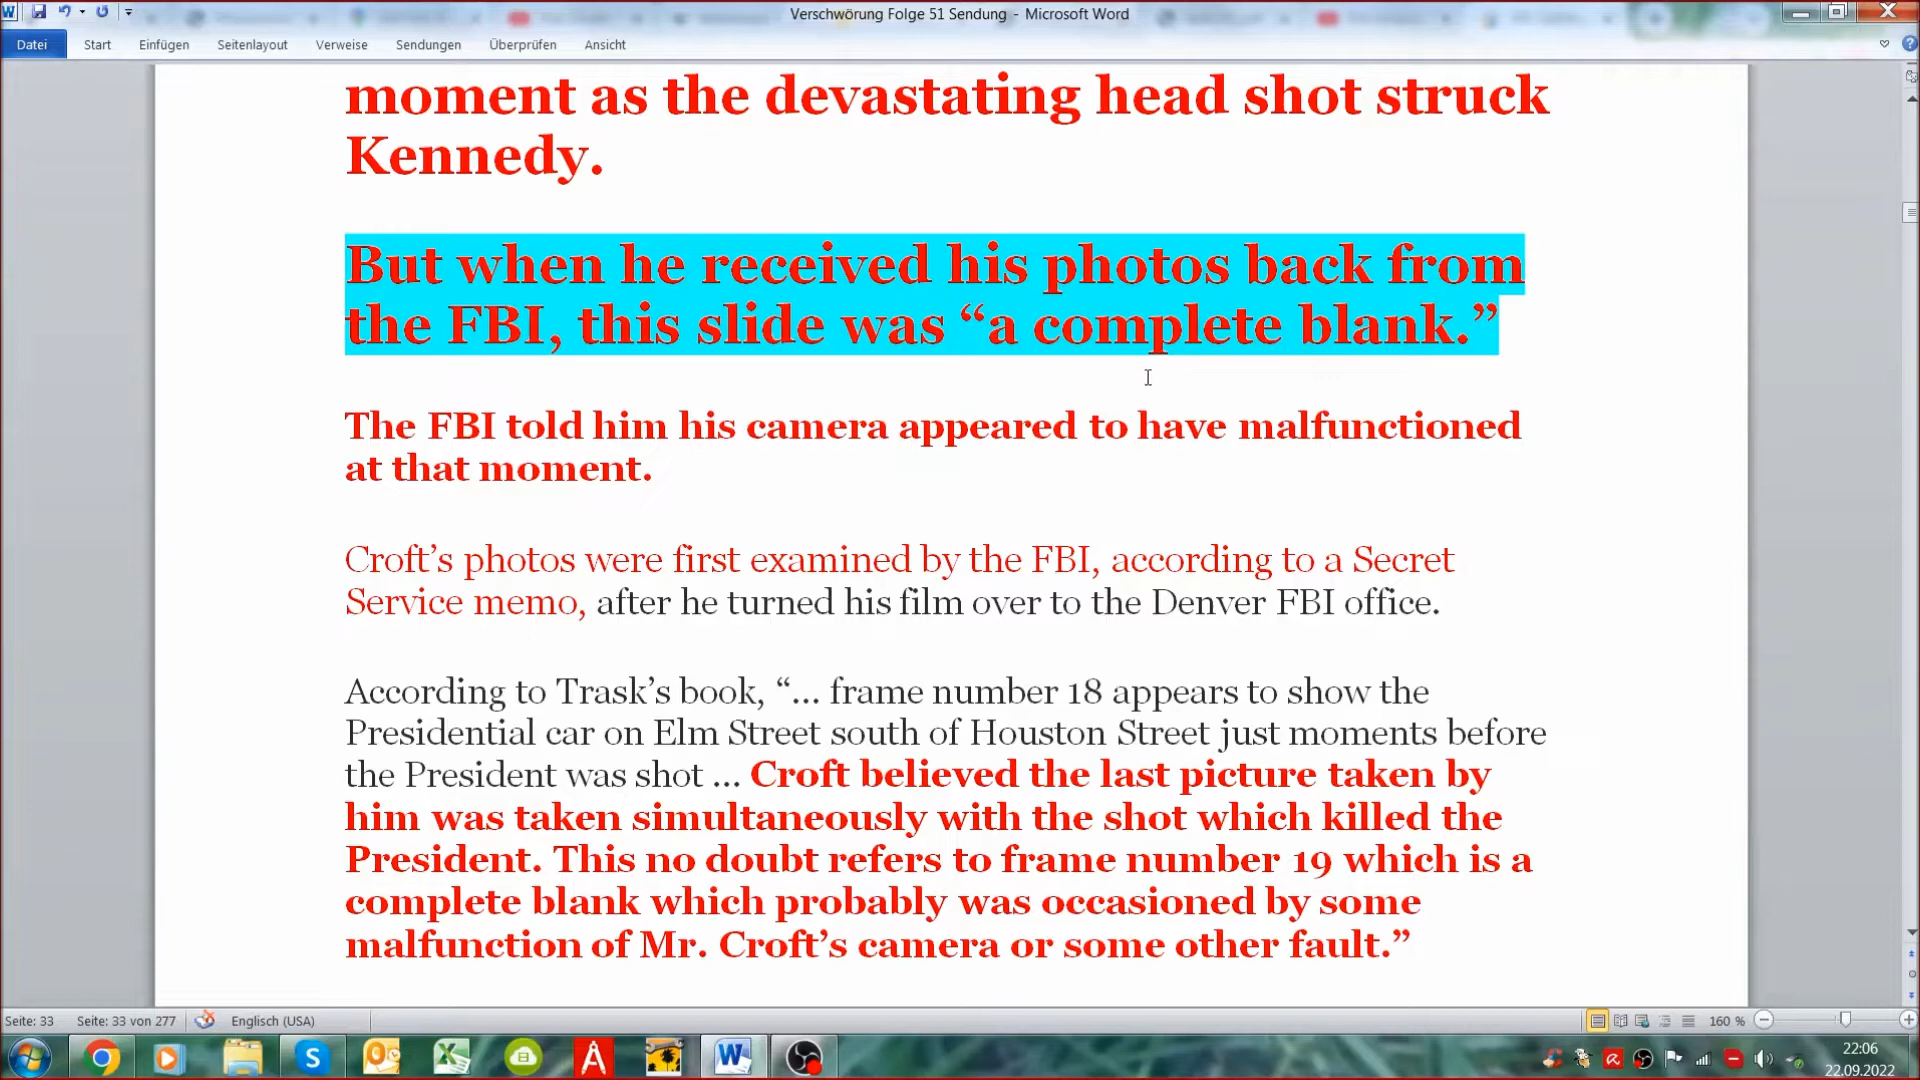 Verschwörung Folge 51 Sendung - Microsoft Word
Datei Start Einfügen Seitenlayout Verweise Sendungen Überprüfen Ansicht
moment as the devastating head shot struck
Kennedy.
But when he received his photos back from
the FBI, this slide was “a complete blank.”
The FBI told him his camera appeared to have malfunctioned
at that moment.
Croft’s photos were first examined by the FBI, according to a Secret
Service memo, after he turned his film over to the Denver FBI office.
According to Trask’s book, “... frame number 18 appears to show the
Presidential car on Elm Street south of Houston Street just moments before
the President was shot ... Croft believed the last picture taken by
him was taken simultaneously with the shot which killed the
President. This no doubt refers to frame number 19 which is a
complete blank which probably was occasioned by some
malfunction of Mr. Croft’s camera or some other fault.”
Seite: 33 Seite: 33 von 277 Englisch (USA) 160 %
22:06
22.09.2022